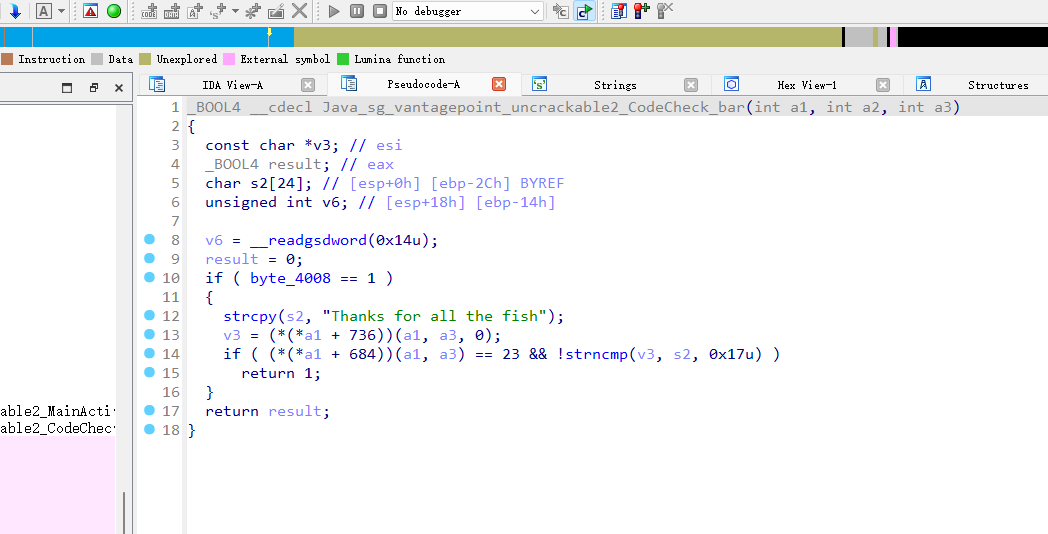 No debugger
Instruction Data Unexplored External symbol Lumina function
IDA View-A Pseudocode-A Strings Hex View-1 Structures
1 _BOOL4 __cdecl Java_sg_vantagepoint_uncrackable2_CodeCheck_bar(int a1, int a2, int a3)
2 {
3 const char *v3; // esi
4 _BOOL4 result; // eax
5 char s2[24]; // [esp+0h] [ebp-2Ch] BYREF
6 unsigned int v6; // [esp+18h] [ebp-14h]
7
8 v6 = __readgsdword(0x14u);
9 result = 0;
10 if ( byte_4008 == 1 )
11 {
12 strcpy(s2, "Thanks for all the fish");
13 v3 = (*(*a1 + 736))(a1, a3, 0);
14 if ( (*(*a1 + 684))(a1, a3) == 23 && !strncmp(v3, s2, 0x17u) )
15 return 1;
16 }
17 return result;
18 }
able2_MainActi
able2_CodeChec